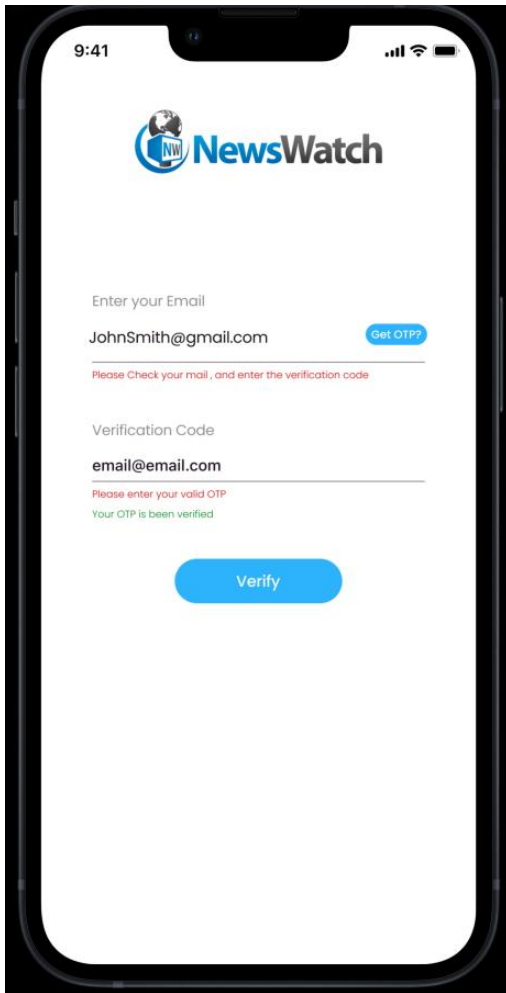 9:41
NW
NewsWatch
Enter your Email
JohnSmith@gmail.com
Get OTP?
Please Check your mail , and enter the verification code
Verification Code
email@email.com
Please enter your valid OTP
Your OTP is been verified
Verify